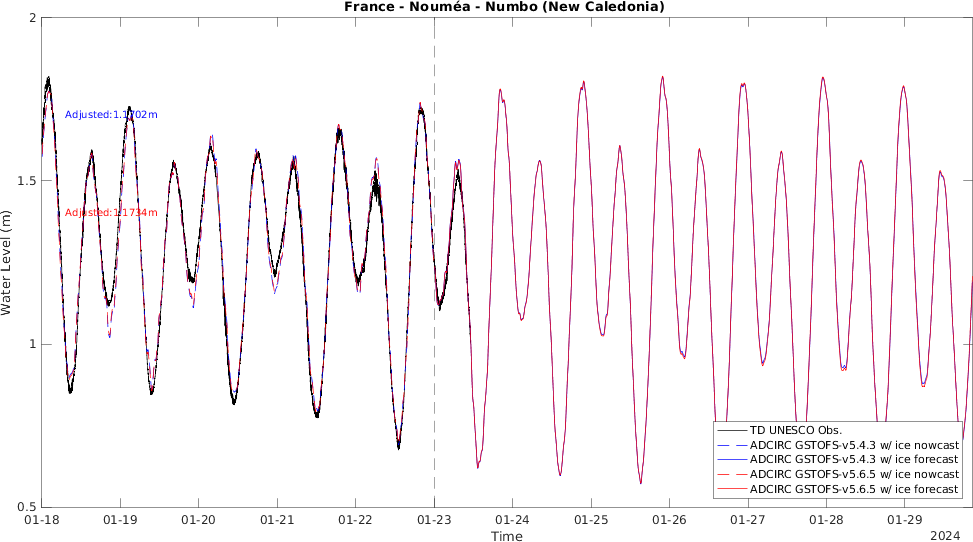 France - Nouméa - Numbo (New Caledonia)
2
Adjusted:1.1702m
1.5
Adjusted:1.1734m
Water Level (m)
1
TD UNESCO Obs.
ADCIRC GSTOFS-v5.4.3 w/ ice nowcast
ADCIRC GSTOFS-v5.4.3 w/ ice forecast
ADCIRC GSTOFS-v5.6.5 w/ ice nowcast
ADCIRC GSTOFS-v5.6.5 w/ ice forecast
0.5
01-18 01-19 01-20 01-21 01-22 01-23 01-24 01-25 01-26 01-27 01-28 01-29
Time
2024